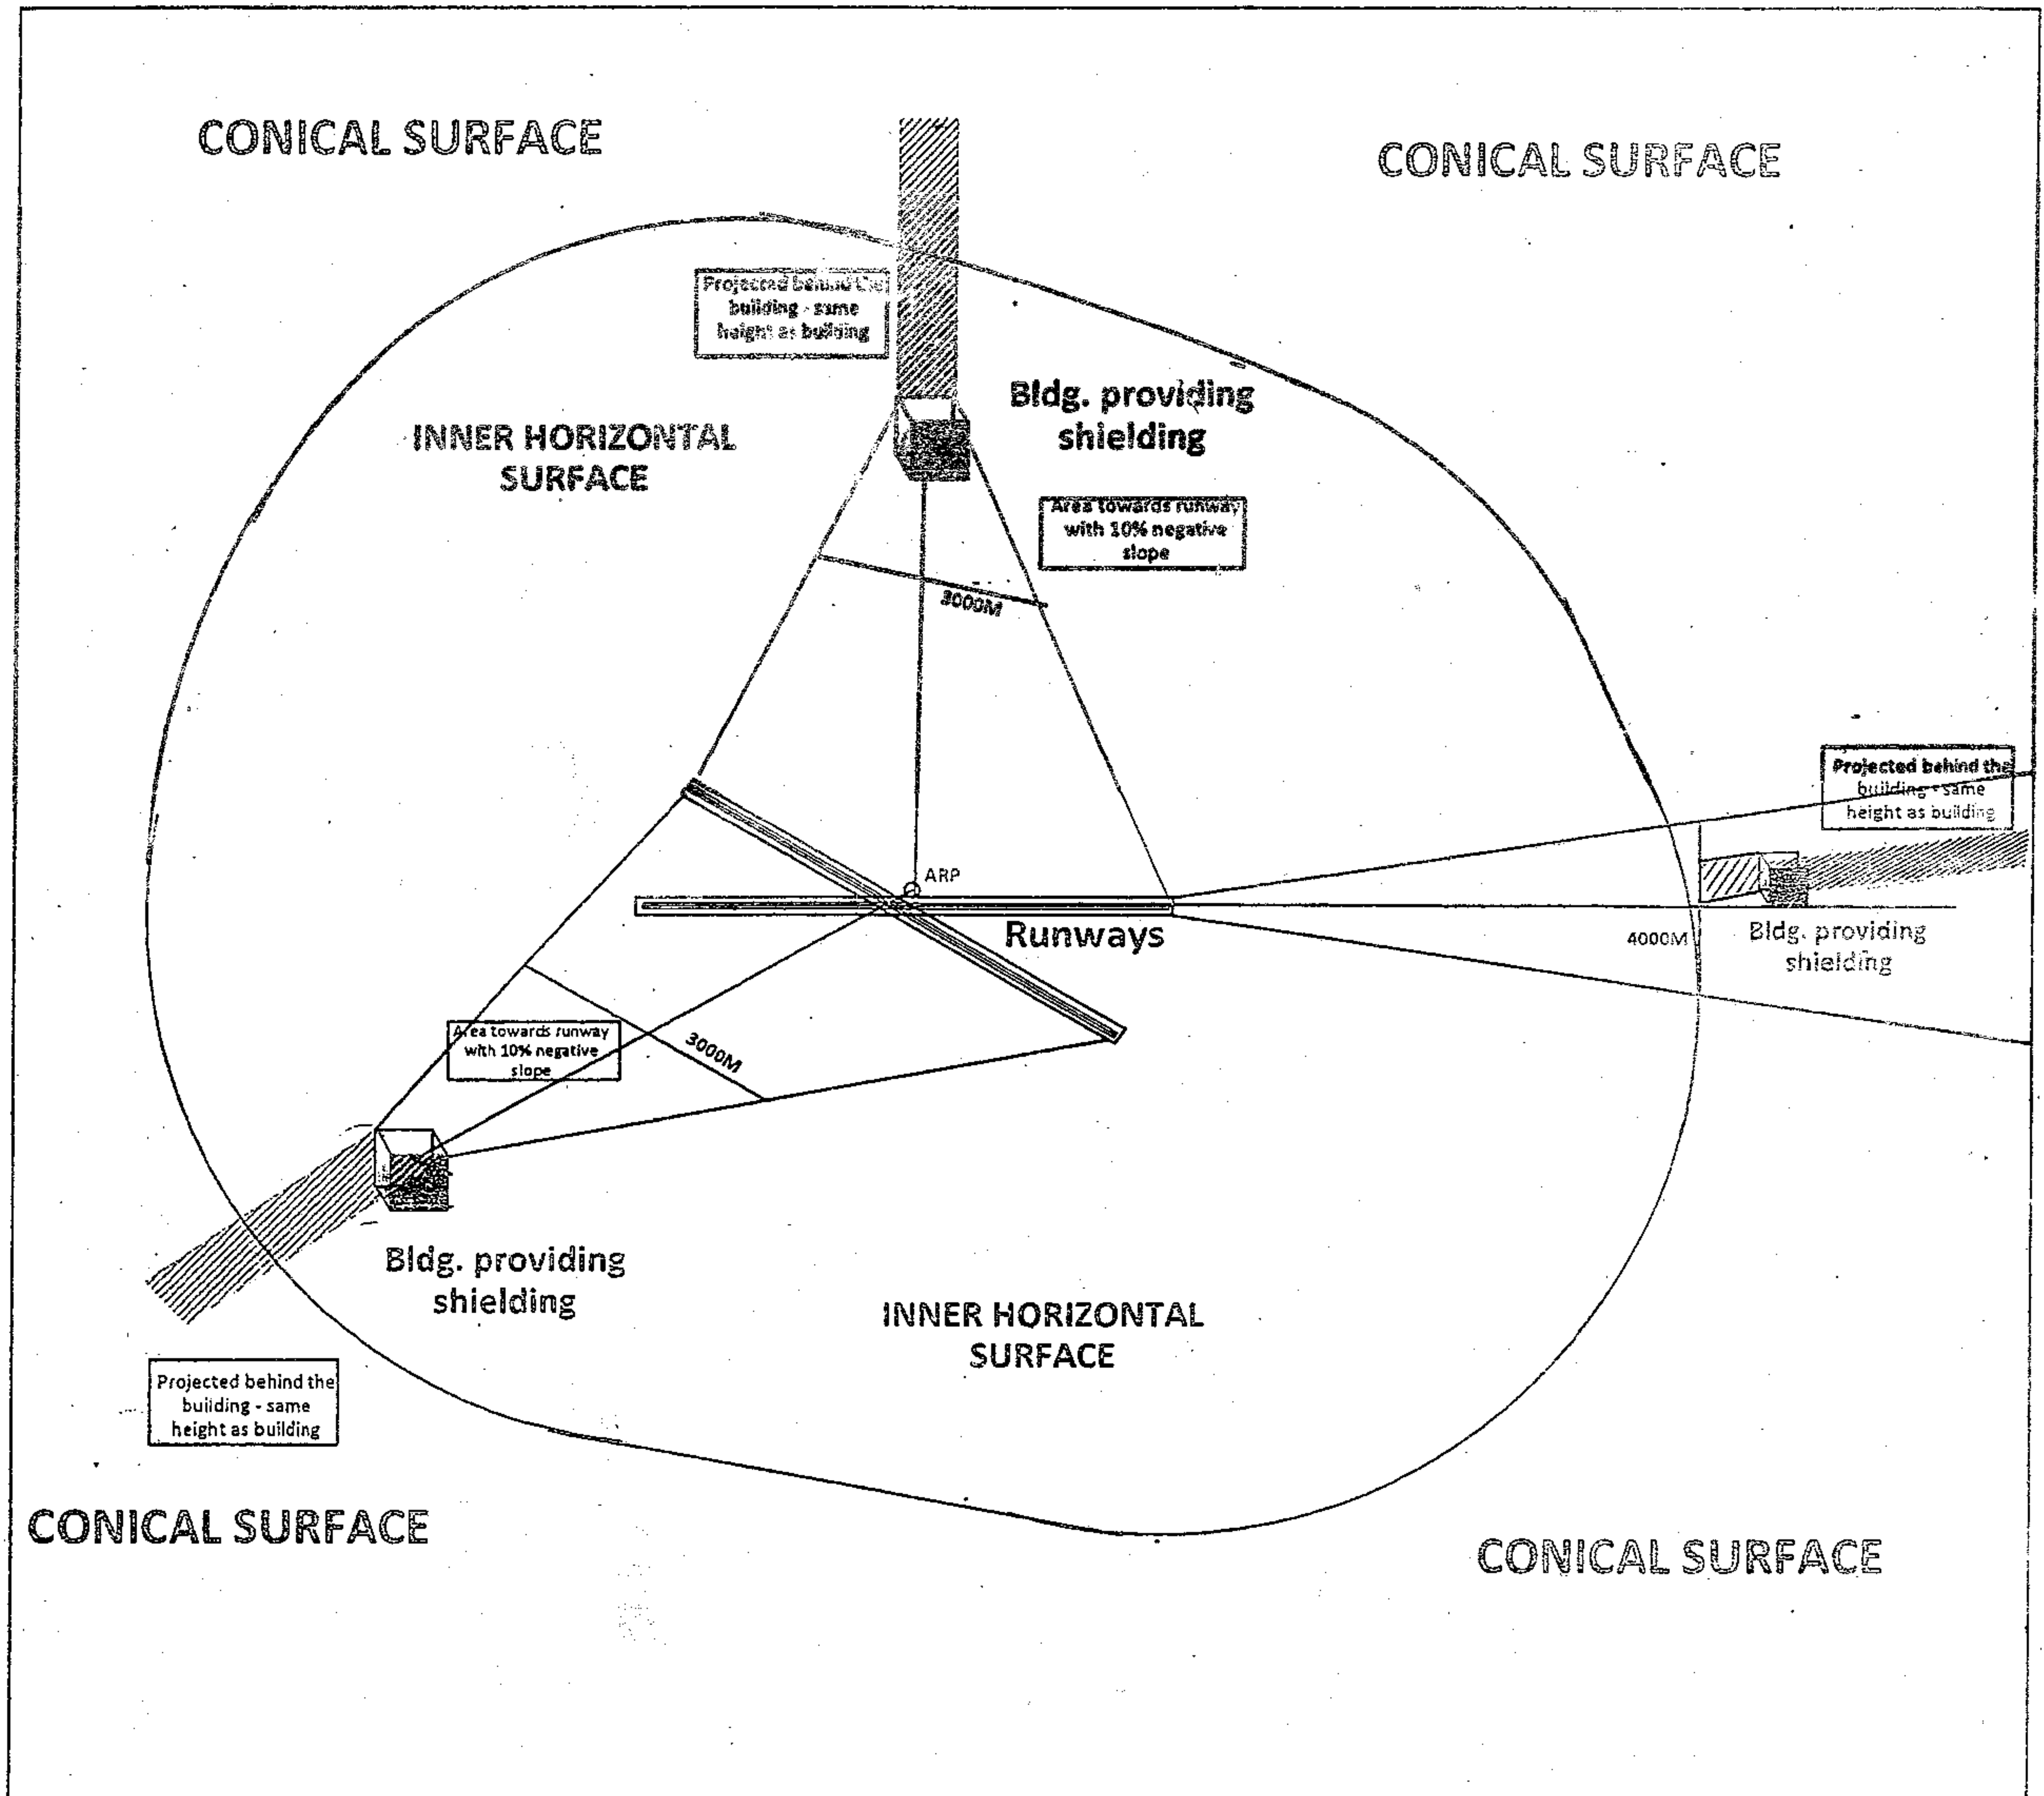 CONICAL SURFACE
CONICAL SURFACE
Projected behind the
building - same
height as building
Bldg. providing
shielding
INNER HORIZONTAL
SURFACE
Area towards runway
with 10% negative
slope
3000M
Projected behind the
building - same
height as building
ARP
Runways
4000M
Bldg. providing
shielding
Area towards runway
with 10% negative
slope
3000M
Bldg. providing
shielding
INNER HORIZONTAL
SURFACE
Projected behind the
building - same
height as building
CONICAL SURFACE
CONICAL SURFACE